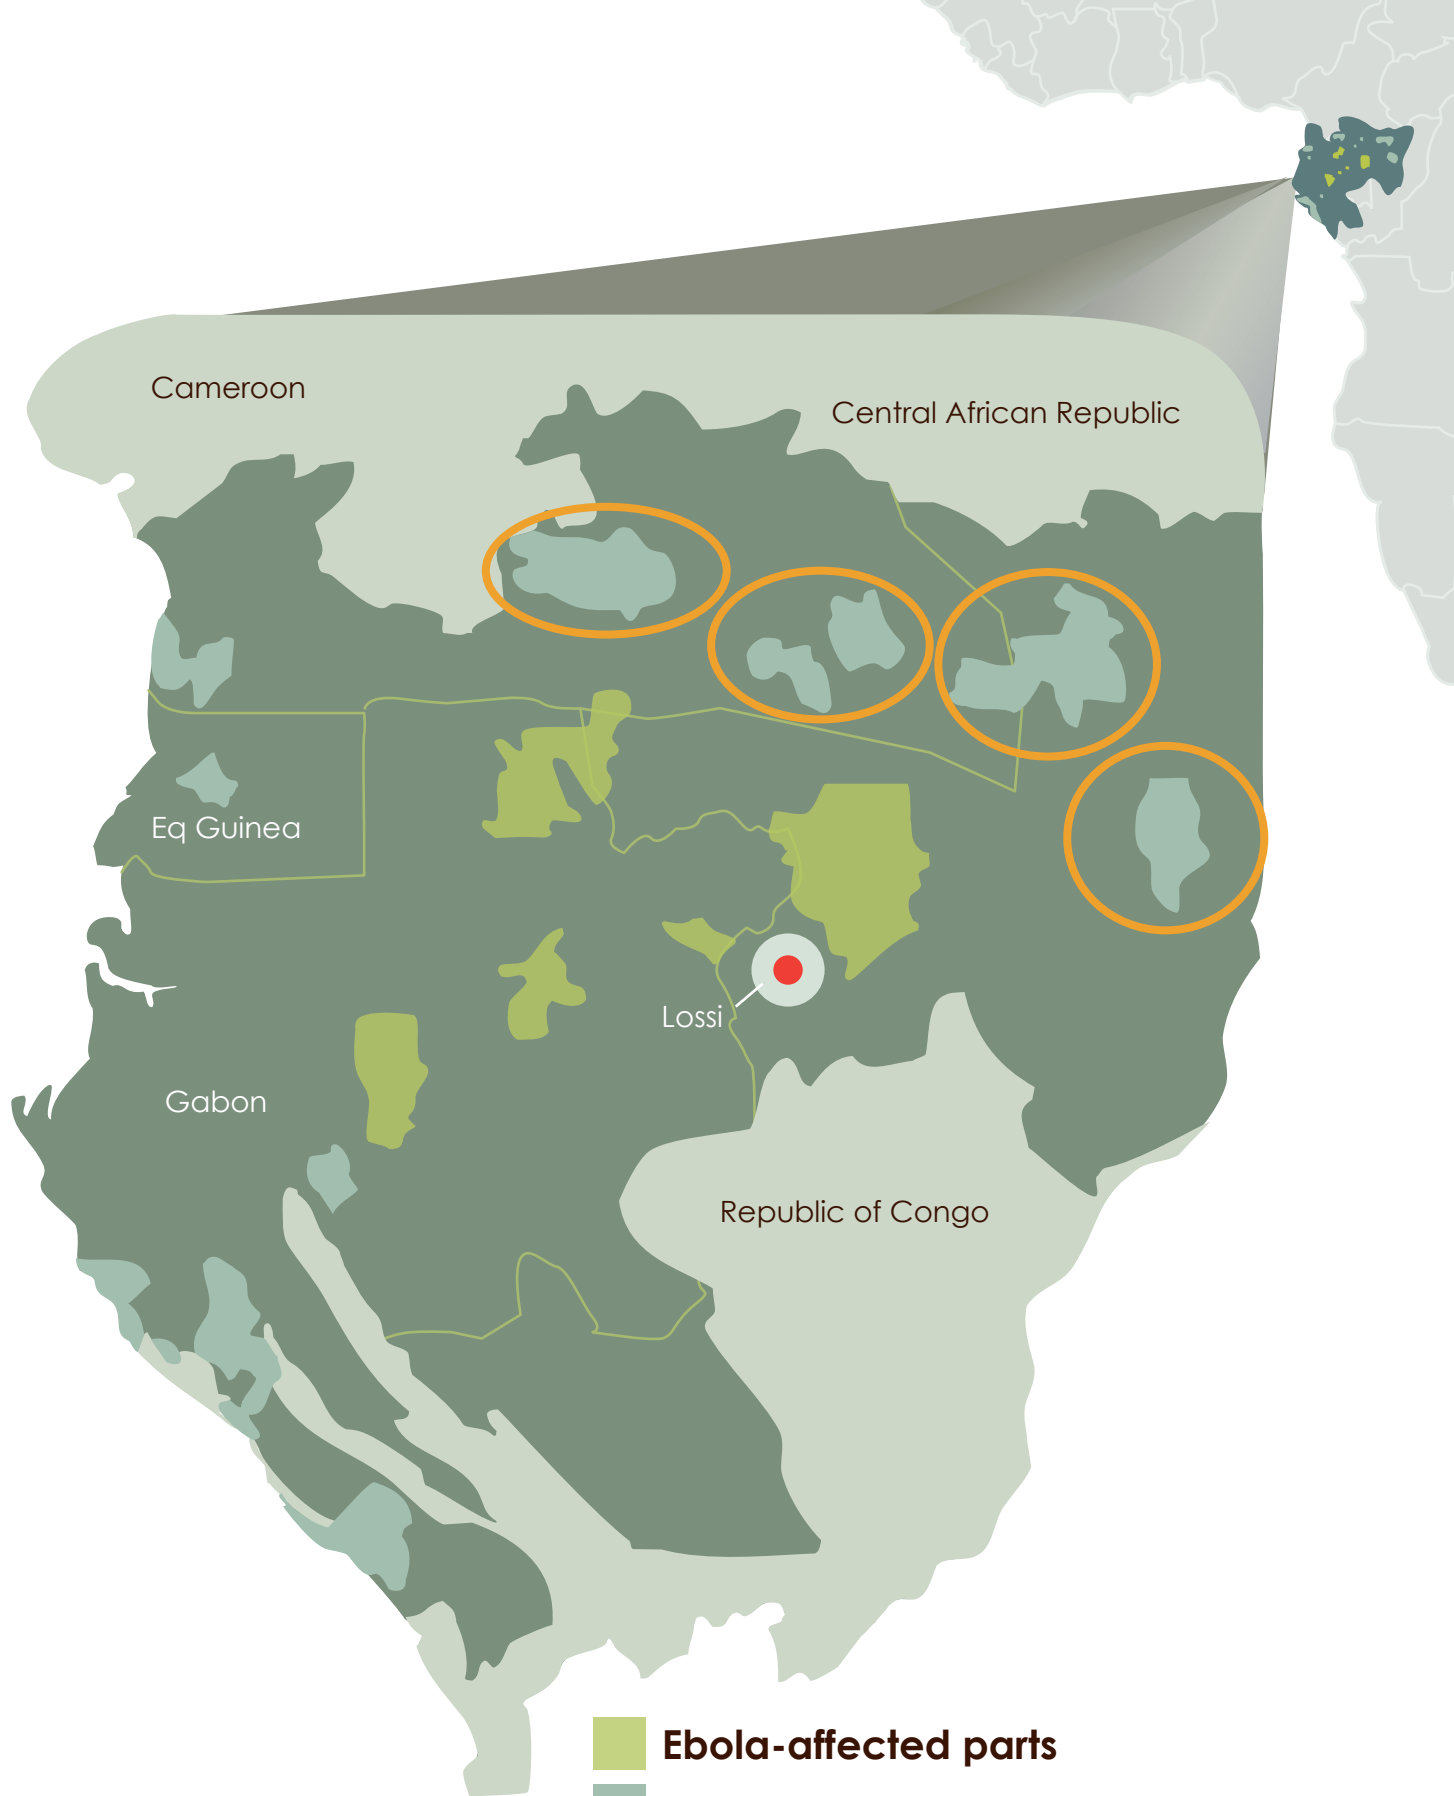 Cameroon
Central African Republic
Eq Guinea
Lossi
Gabon
Republic of Congo
Ebola-affected parts